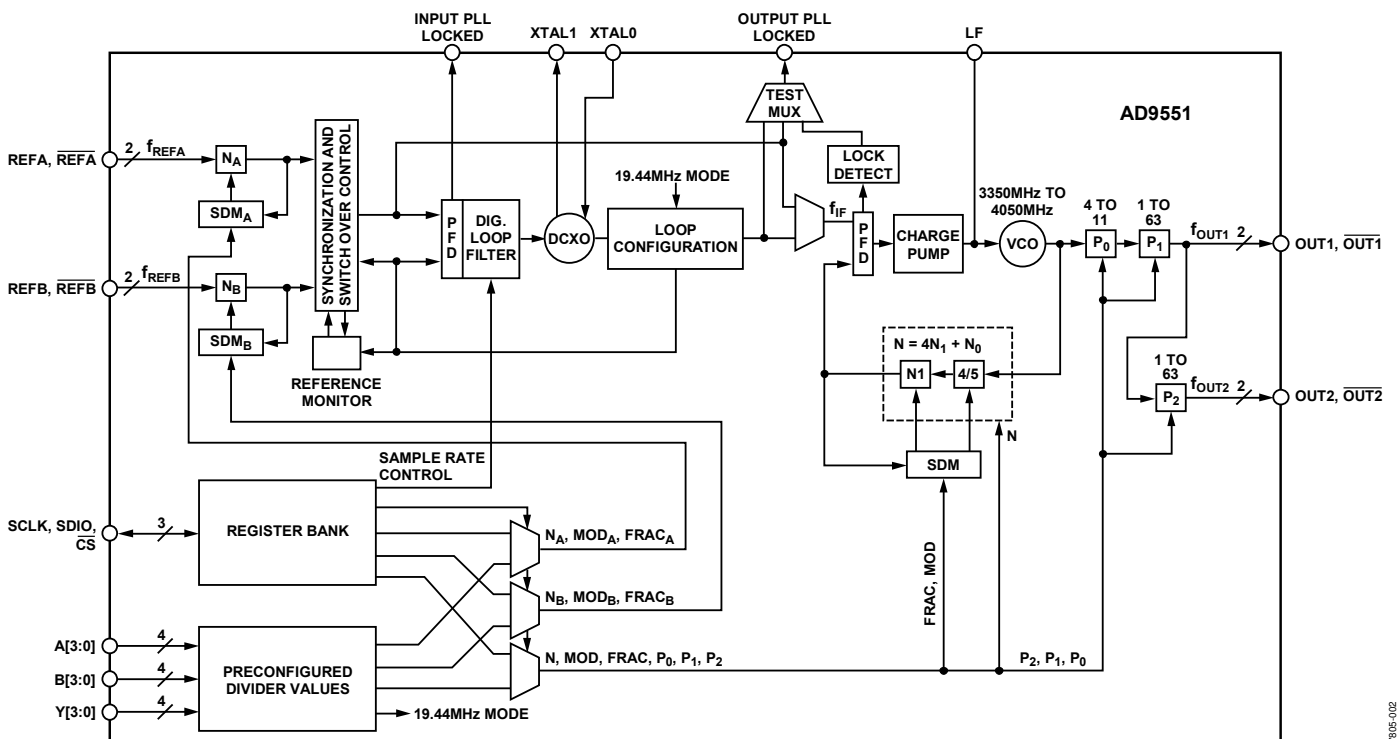 INPUT PLL
LOCKED
XTAL1
XTAL0
OUTPUT PLL
LOCKED
LF
AD9551
TEST
MUX
REFA, REFA
2
fREFA
NA
SDMA
SYNCHRONIZATION AND
SWITCH OVER CONTROL
PFD
DIG.
LOOP
FILTER
DCXO
19.44MHz MODE
LOOP
CONFIGURATION
LOCK
DETECT
fIF
PFD
CHARGE
PUMP
3350MHz TO
4050MHz
VCO
4 TO
11
P0
1 TO
63
P1
fOUT1
2
OUT1, OUT1
REFB, REFB
2
fREFB
NB
SDMB
REFERENCE
MONITOR
N = 4N1 + N0
N1
4/5
N
SDM
1 TO
63
P2
fOUT2
2
OUT2, OUT2
SAMPLE RATE
CONTROL
SCLK, SDIO,
CS
3
REGISTER BANK
NA, MODA, FRACA
NB, MODB, FRACB
N, MOD, FRAC, P0, P1, P2
FRAC, MOD
P2, P1, P0
A[3:0]
4
B[3:0]
4
Y[3:0]
4
PRECONFIGURED
DIVIDER VALUES
19.44MHz MODE